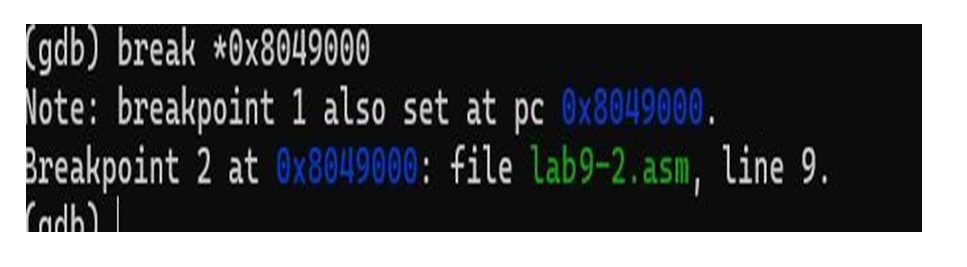 (gdb) break *0x8049000
Note: breakpoint 1 also set at pc 0x8049000.
Breakpoint 2 at 0x8049000: file lab9-2.asm, line 9.
(gdb)